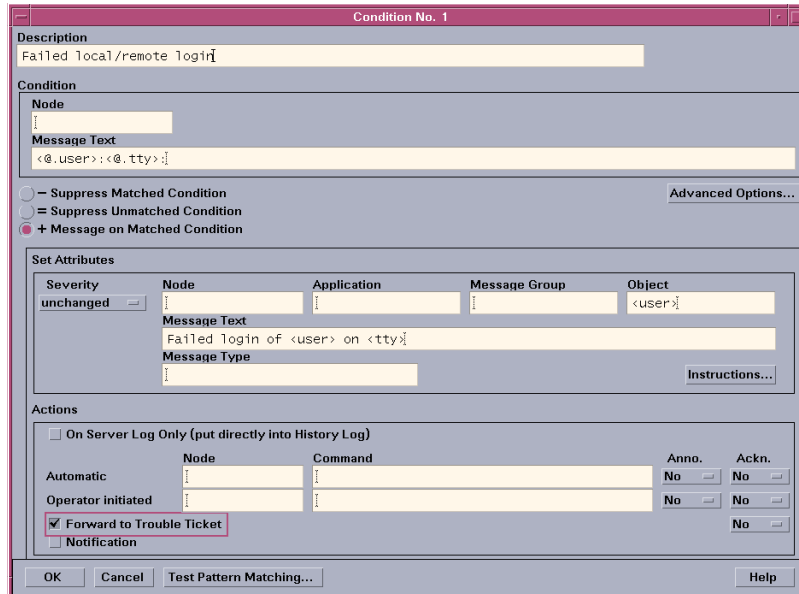 Condition No. 1
Description
Failed local/remote login
Condition
Node
Message Text
<@.user>:<@.tty>:
- Suppress Matched Condition
Advanced Options...
= Suppress Unmatched Condition
+ Message on Matched Condition
Set Attributes
Severity Node Application Message Group Object
unchanged <user>
Message Text
Failed login of <user> on <tty>
Message Type
Instructions...
Actions
On Server Log Only (put directly into History Log)
Node Command Anno. Ackn.
Automatic No No
Operator initiated No No
Forward to Trouble Ticket No
Notification
OK Cancel Test Pattern Matching... Help